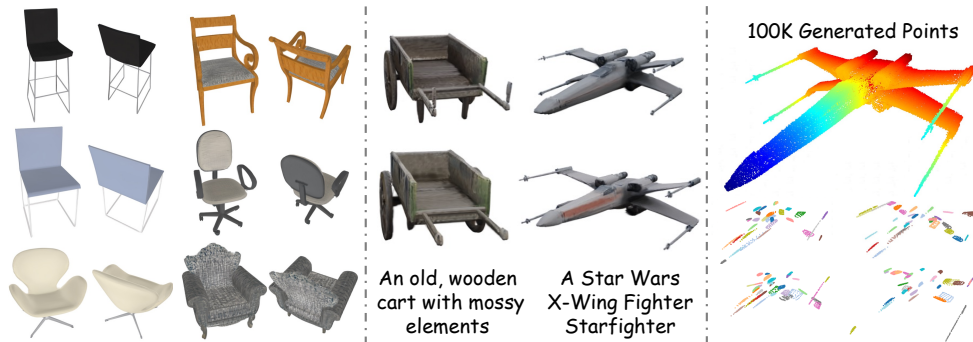 An old, wooden
cart with mossy
elements
A Star Wars
X-Wing Fighter
Starfighter
100K Generated Points